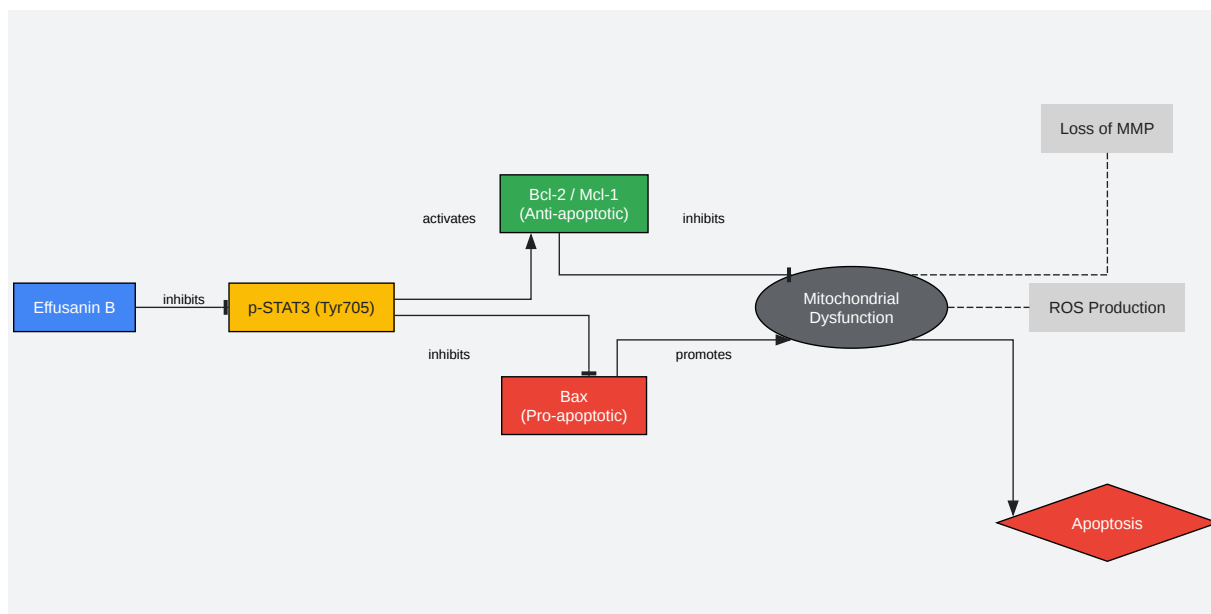 Loss of MMP
Bcl-2 / Mcl-1
(Anti-apoptotic)
activates
inhibits
Effusanin B
inhibits
p-STAT3 (Tyr705)
Mitochondrial
Dysfunction
ROS Production
inhibits
promotes
Bax
(Pro-apoptotic)
Apoptosis